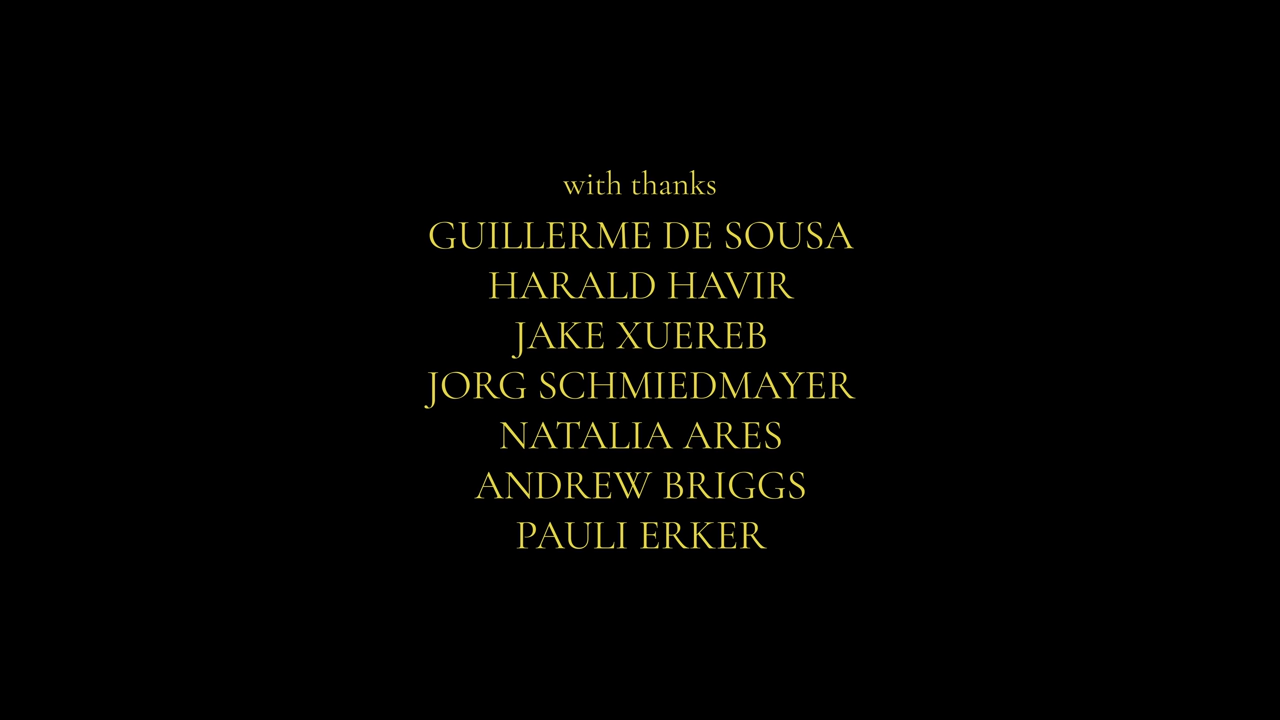 with thanks
GUILLERME DE SOUSA
HARALD HAVIR
JAKE XUEREB
JORG SCHMIEDMAYER
NATALIA ARES
ANDREW BRIGGS
PAULI ERKER